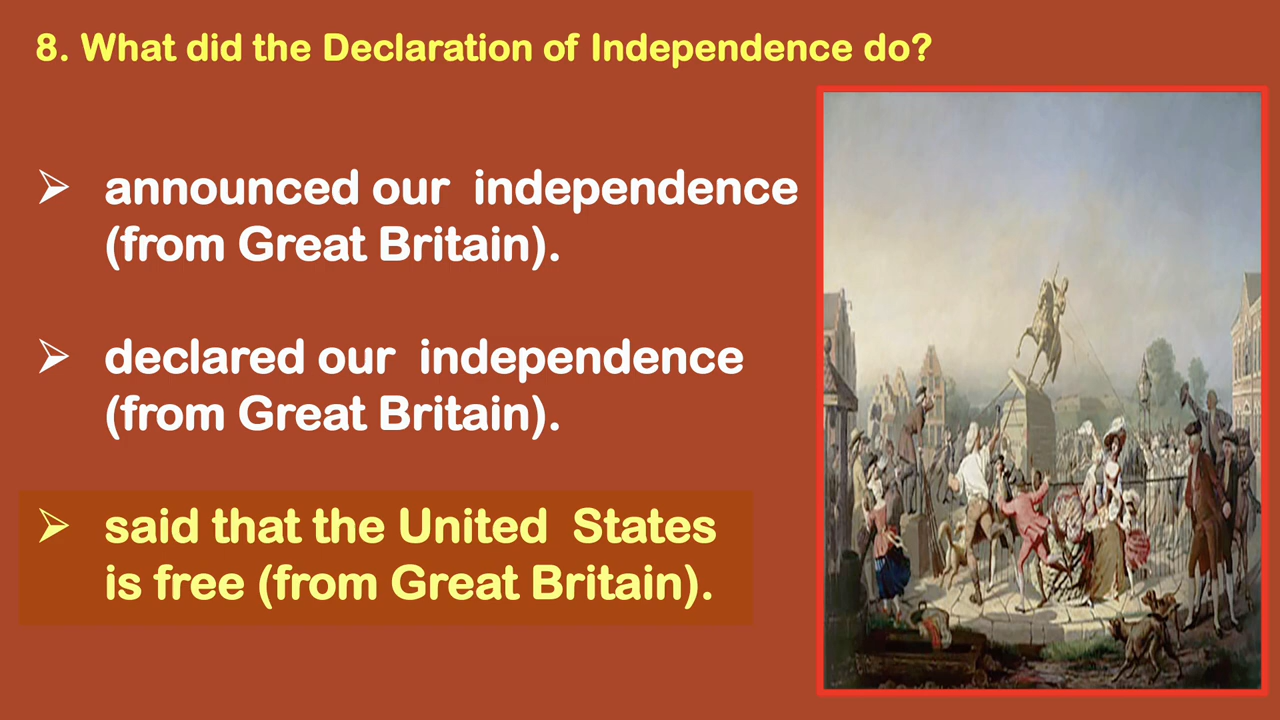 8. What did the Declaration of Independence do?
➢ announced our independence
(from Great Britain).
➢ declared our independence
(from Great Britain).
➢ said that the United States
is free (from Great Britain).